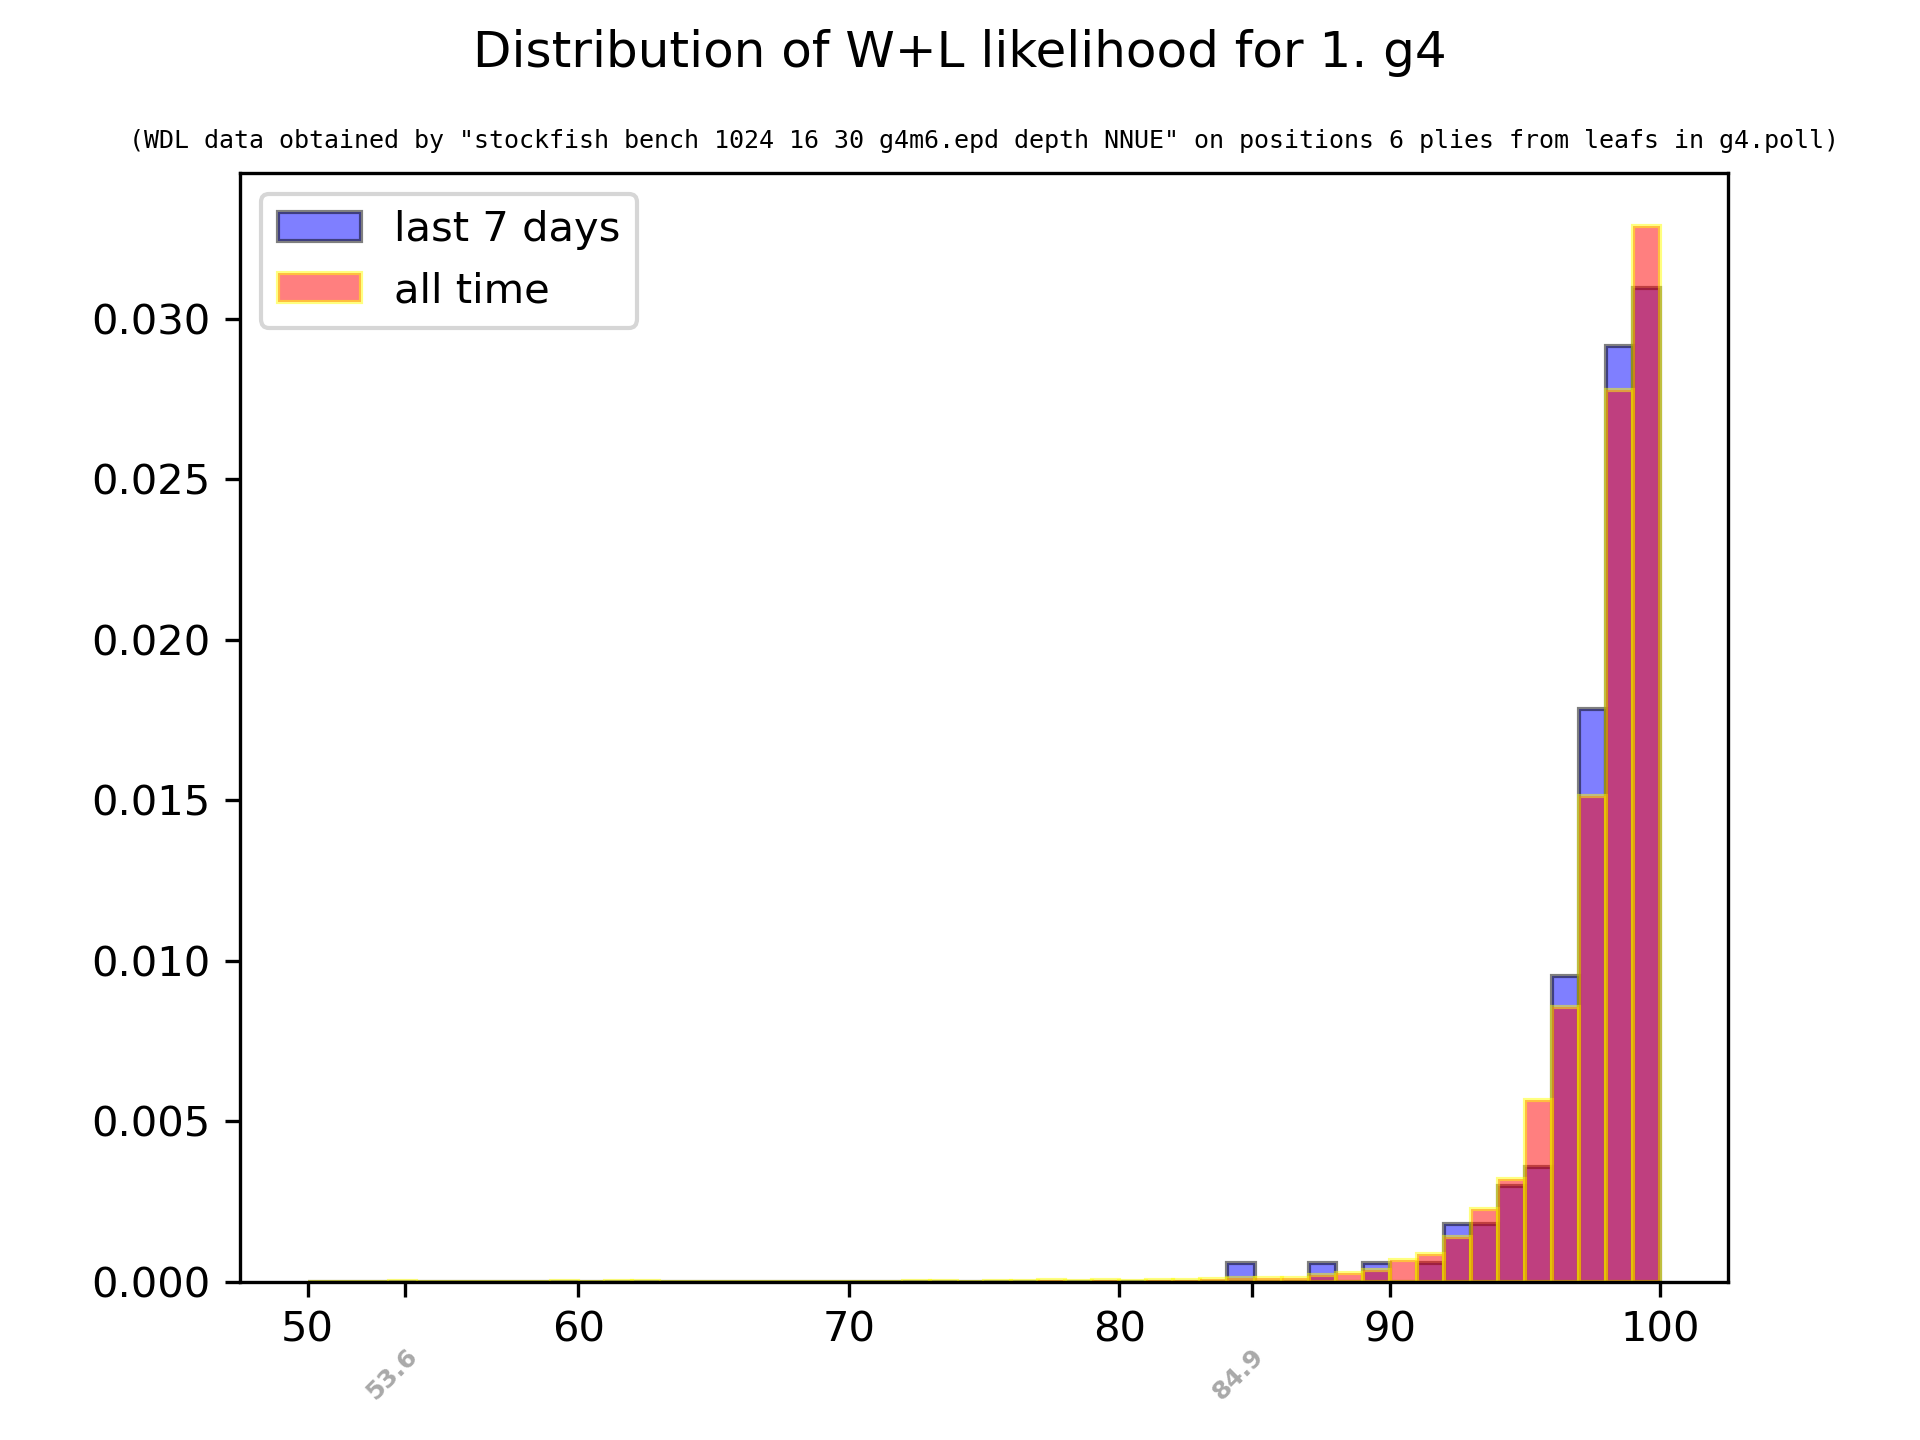 Distribution of W+L likelihood for 1. g4
(WDL data obtained by "stockfish bench 1024 16 30 g4m6.epd depth NNUE" on positions 6 plies from leafs in g4.poll)
last 7 days
all time
0.030
0.025
0.020
0.015
0.010
0.005
0.000
50 60 70 80 90 100
53.6 84.9